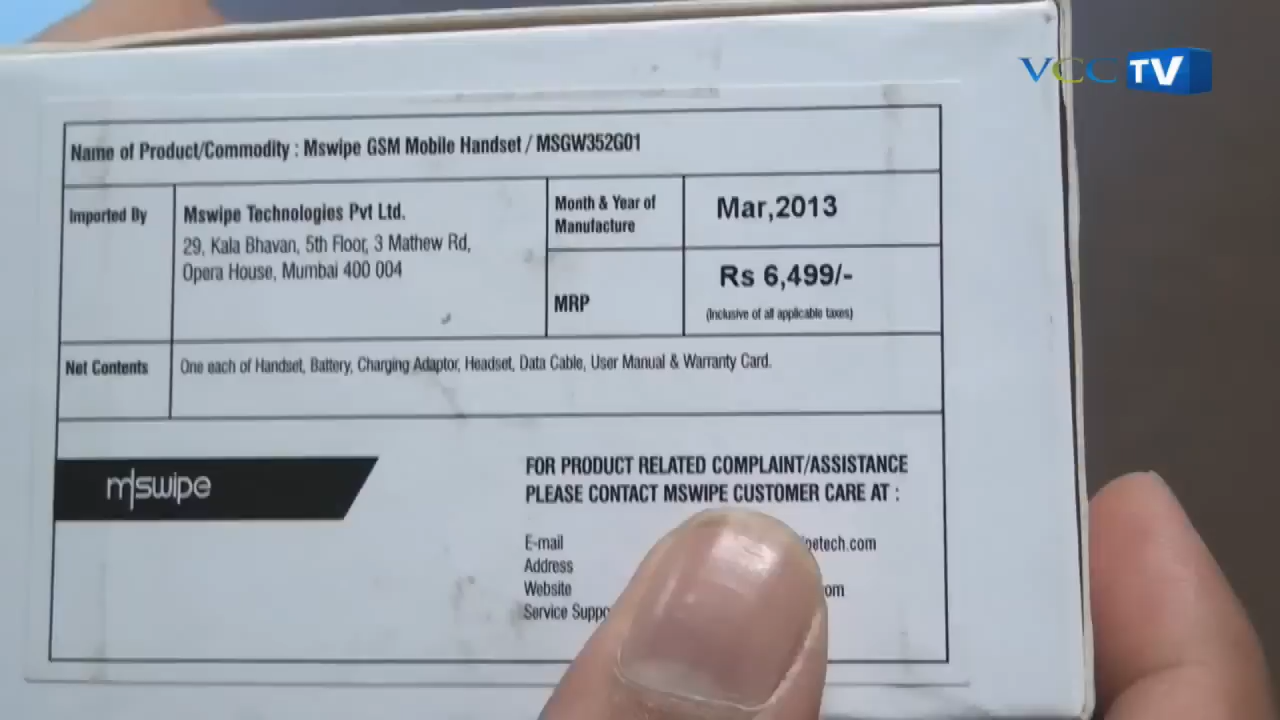 VCC TV
Name of Product/Commodity : Mswipe GSM Mobile Handset / MSGW352G01
Imported By
Mswipe Technologies Pvt Ltd.
29, Kala Bhavan, 5th Floor, 3 Mathew Rd,
Opera House, Mumbai 400 004
Month & Year of
Manufacture
Mar,2013
MRP
Rs 6,499/-
(Inclusive of all applicable taxes)
Net Contents
One each of Handset, Battery, Charging Adaptor, Headset, Data Cable, User Manual & Warranty Card.
mswipe
FOR PRODUCT RELATED COMPLAINT/ASSISTANCE
PLEASE CONTACT MSWIPE CUSTOMER CARE AT :
E-mail
Address
Website
Service